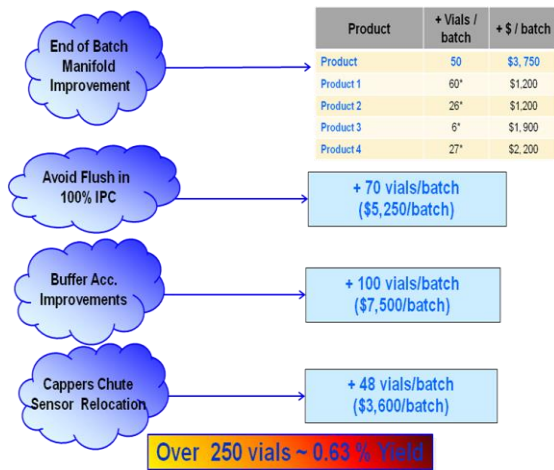 End of Batch
Manifold
Improvement
Product + Vials / batch + $ / batch
Product 50 $3, 750
Product 1 60* $1,200
Product 2 26* $1,200
Product 3 6* $1, 900
Product 4 27* $2, 200
Avoid Flush in
100% IPC
+ 70 vials/batch
($5,250/batch)
Buffer Acc.
Improvements
+ 100 vials/batch
($7,500/batch)
Cappers Chute
Sensor Relocation
+ 48 vials/batch
($3,600/batch)
Over 250 vials ~ 0.63 % Yield